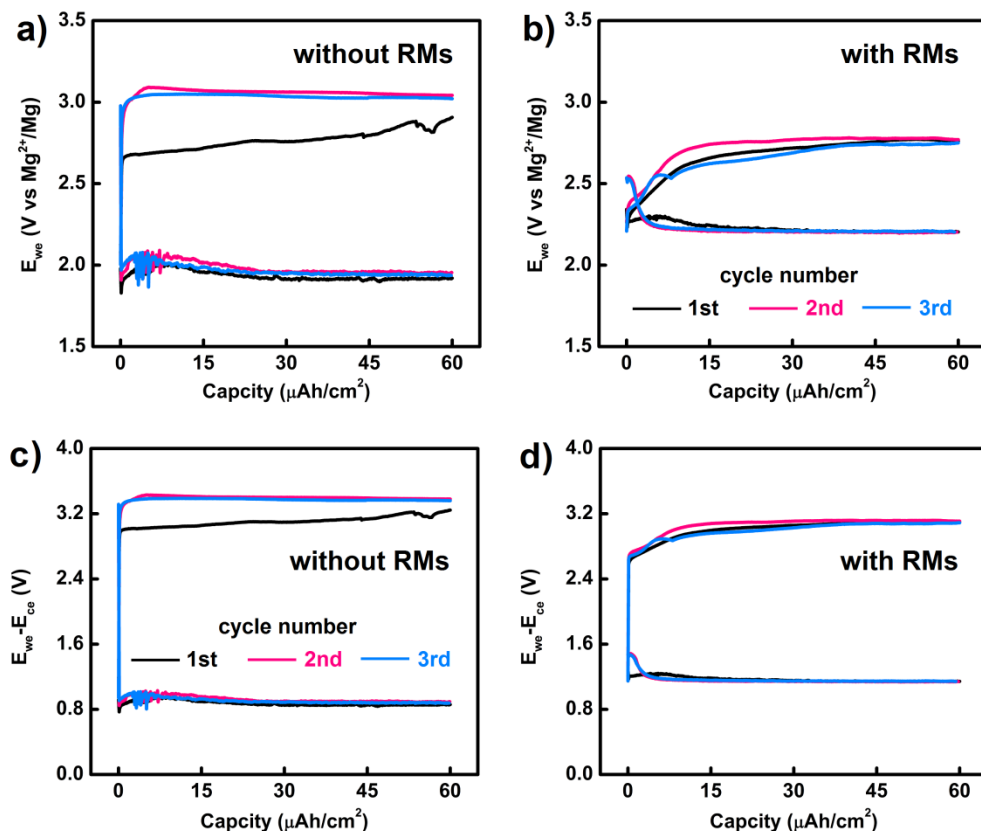 a)
without RMs
3.5
3.0
2.5
2.0
1.5
E_we (V vs Mg²⁺/Mg)
0 15 30 45 60
Capcity (μAh/cm²)
b)
with RMs
3.5
3.0
2.5
2.0
1.5
E_we (V vs Mg²⁺/Mg)
cycle number
1st 2nd 3rd
0 15 30 45 60
Capcity (μAh/cm²)
c)
4.0
3.2
2.4
1.6
0.8
0.0
E_we-E_ce (V)
without RMs
cycle number
1st 2nd 3rd
0 15 30 45 60
Capcity (μAh/cm²)
d)
4.0
3.2
2.4
1.6
0.8
0.0
E_we-E_ce (V)
with RMs
0 15 30 45 60
Capcity (μAh/cm²)